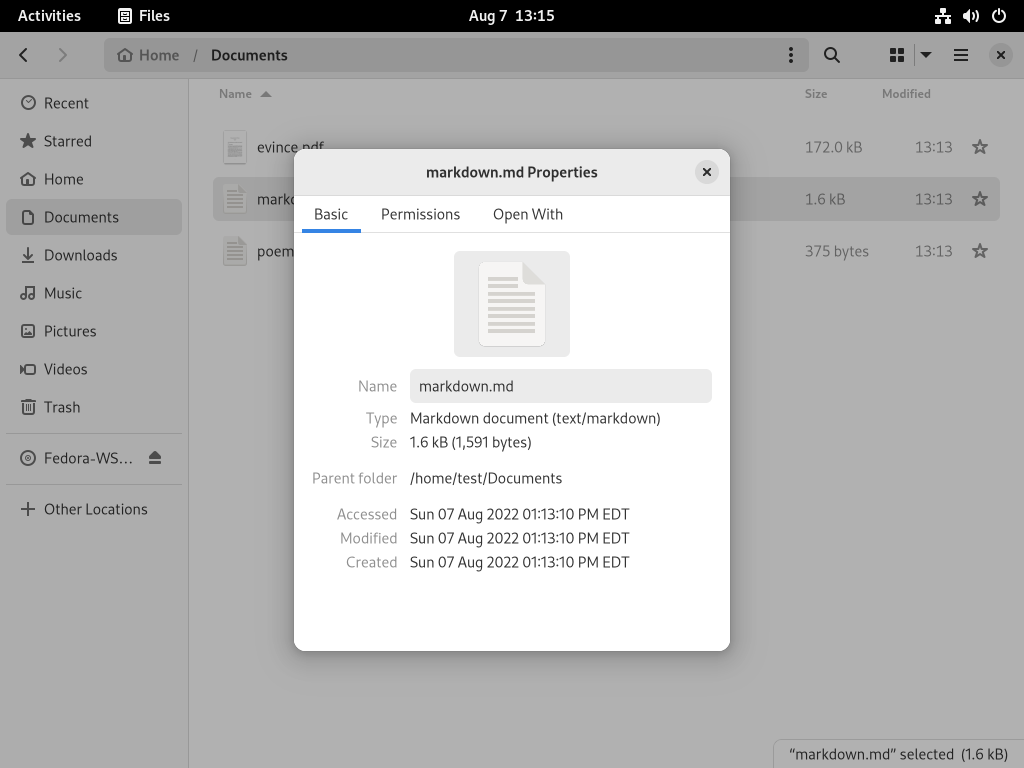 Activities Files Aug 7 13:15
Home / Documents
Name Size Modified
Recent
Starred
Home
Documents
Downloads
Music
Pictures
Videos
Trash
Fedora-WS…
Other Locations
evince.pdf 172.0 kB 13:13
1.6 kB 13:13
poem 375 bytes 13:13
markdown.md Properties
Basic Permissions Open With
Name markdown.md
Type Markdown document (text/markdown)
Size 1.6 kB (1,591 bytes)
Parent folder /home/test/Documents
Accessed Sun 07 Aug 2022 01:13:10 PM EDT
Modified Sun 07 Aug 2022 01:13:10 PM EDT
Created Sun 07 Aug 2022 01:13:10 PM EDT
“markdown.md” selected (1.6 kB)